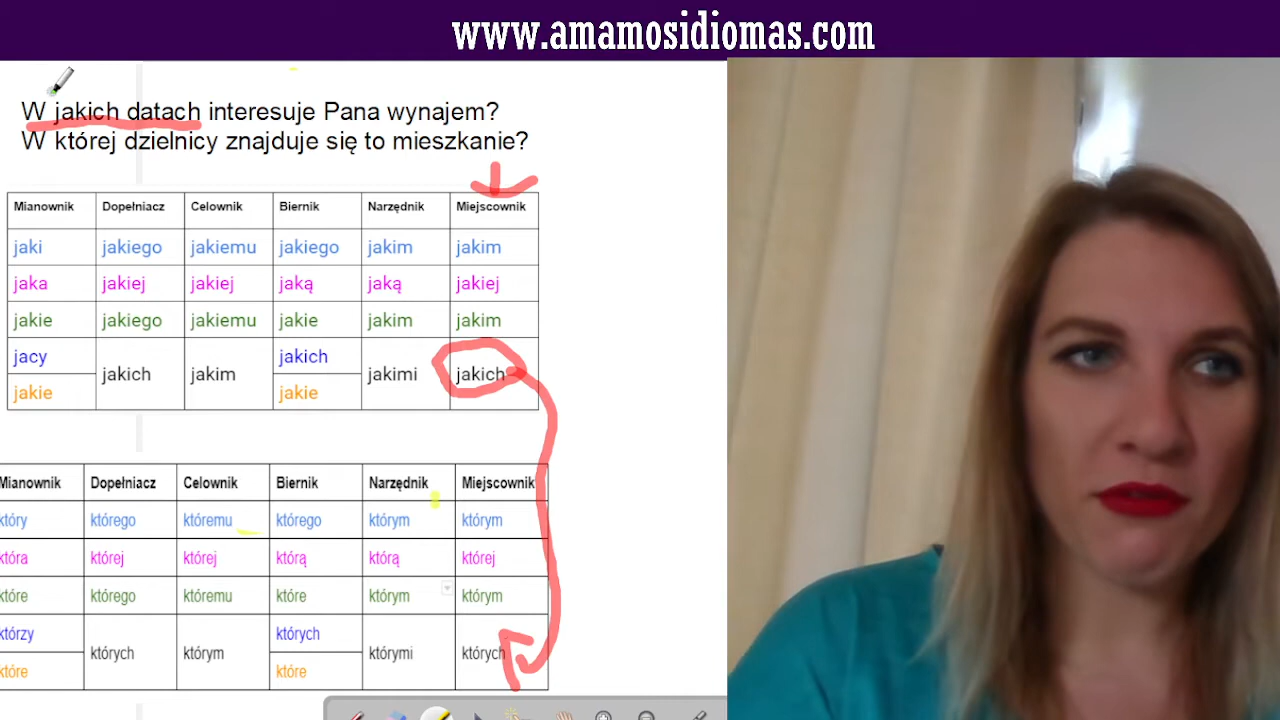 www.amamosidiomas.com
W jakich datach interesuje Pana wynajem?
W której dzielnicy znajduje się to mieszkanie?
Mianownik Dopełniacz Celownik Biernik Narzędnik Miejscownik
jaki jakiego jakiemu jakiego jakim jakim
jaka jakiej jakiej jaką jaką jakiej
jakie jakiego jakiemu jakie jakim jakim
jacy jakich
jakich jakim jakimi jakich
jakie jakie
Mianownik Dopełniacz Celownik Biernik Narzędnik Miejscownik
który którego któremu którego którym którym
która której której którą którą której
które którego któremu które którym którym
którzy których
których którym którymi których
które które